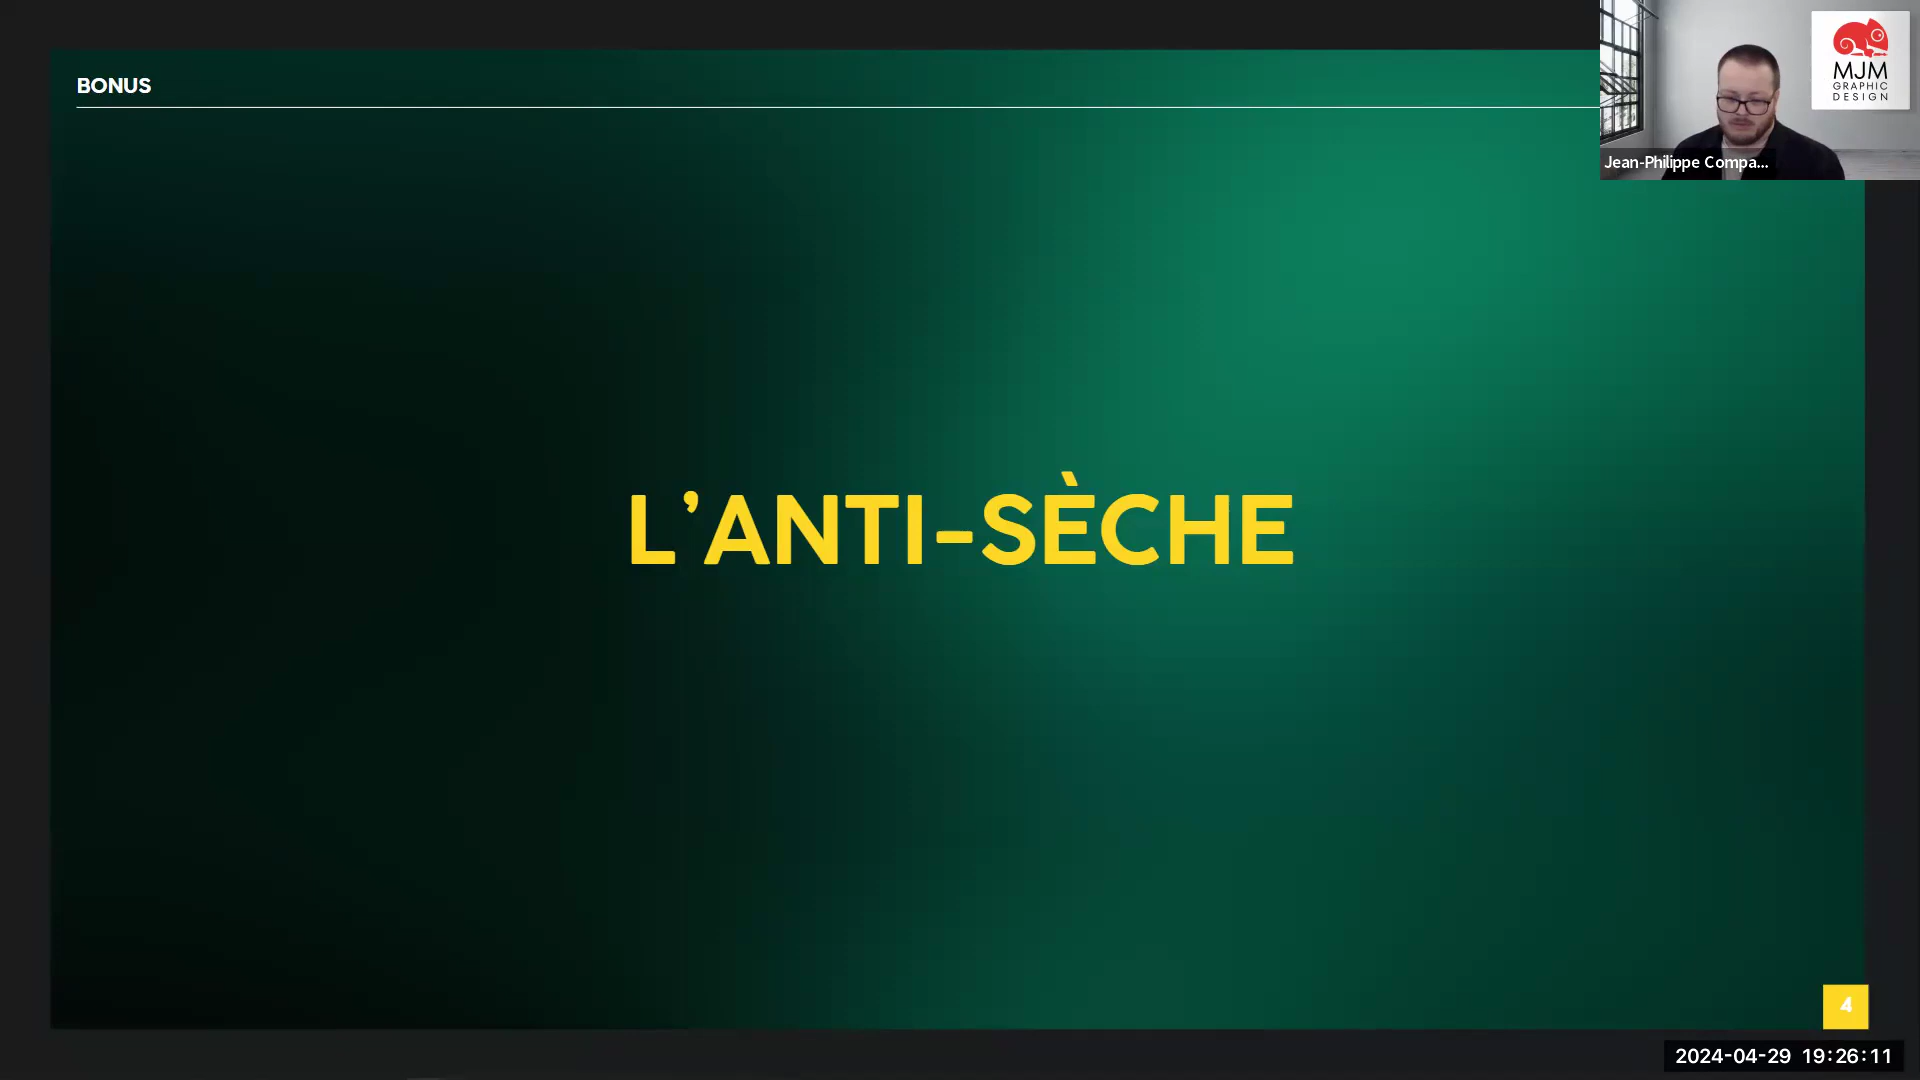 BONUS
MJM
GRAPHIC
DESIGN
Jean-Philippe Compa...
L’ANTI-SÈCHE
4
2024-04-29 19:26:11